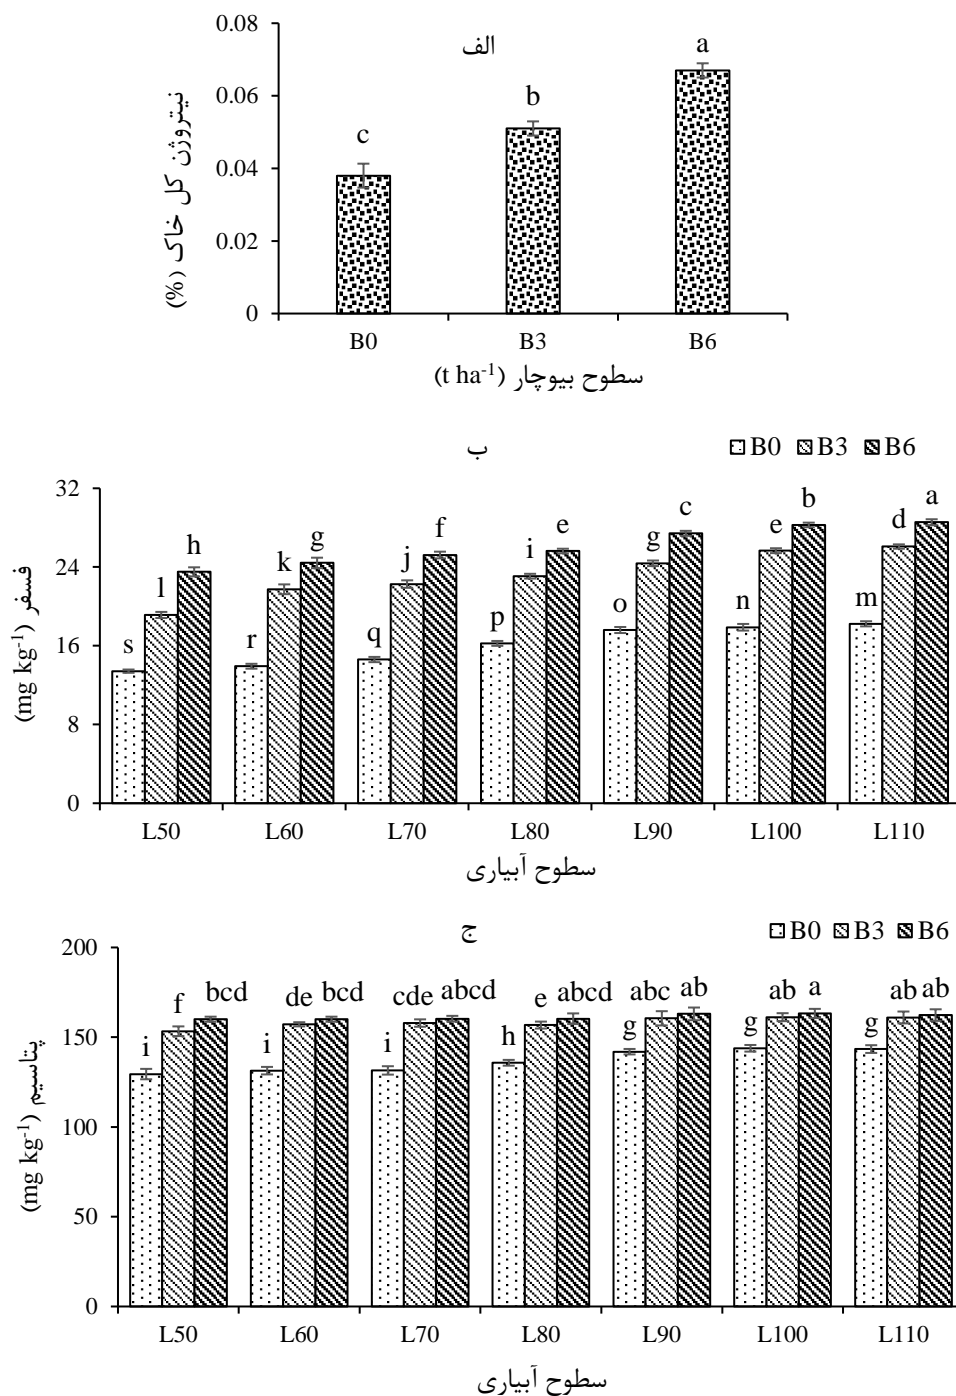 الف
0.08
0.06
0.04
0.02
0
a
b
c
نیتروژن کل خاک (%)
B0 B3 B6
سطوح بیوچار (t ha-1)
ب
B0 B3 B6
32
24
16
8
0
s l h r k g q j f p i e o g c n e b m d a
فسفر (mg kg-1)
L50 L60 L70 L80 L90 L100 L110
سطوح آبیاری
ج
B0 B3 B6
200
150
100
50
0
i f bcd i de bcd i cde abcd h e abcd g abc ab g ab a g ab ab
پتاسیم (mg kg-1)
L50 L60 L70 L80 L90 L100 L110
سطوح آبیاری